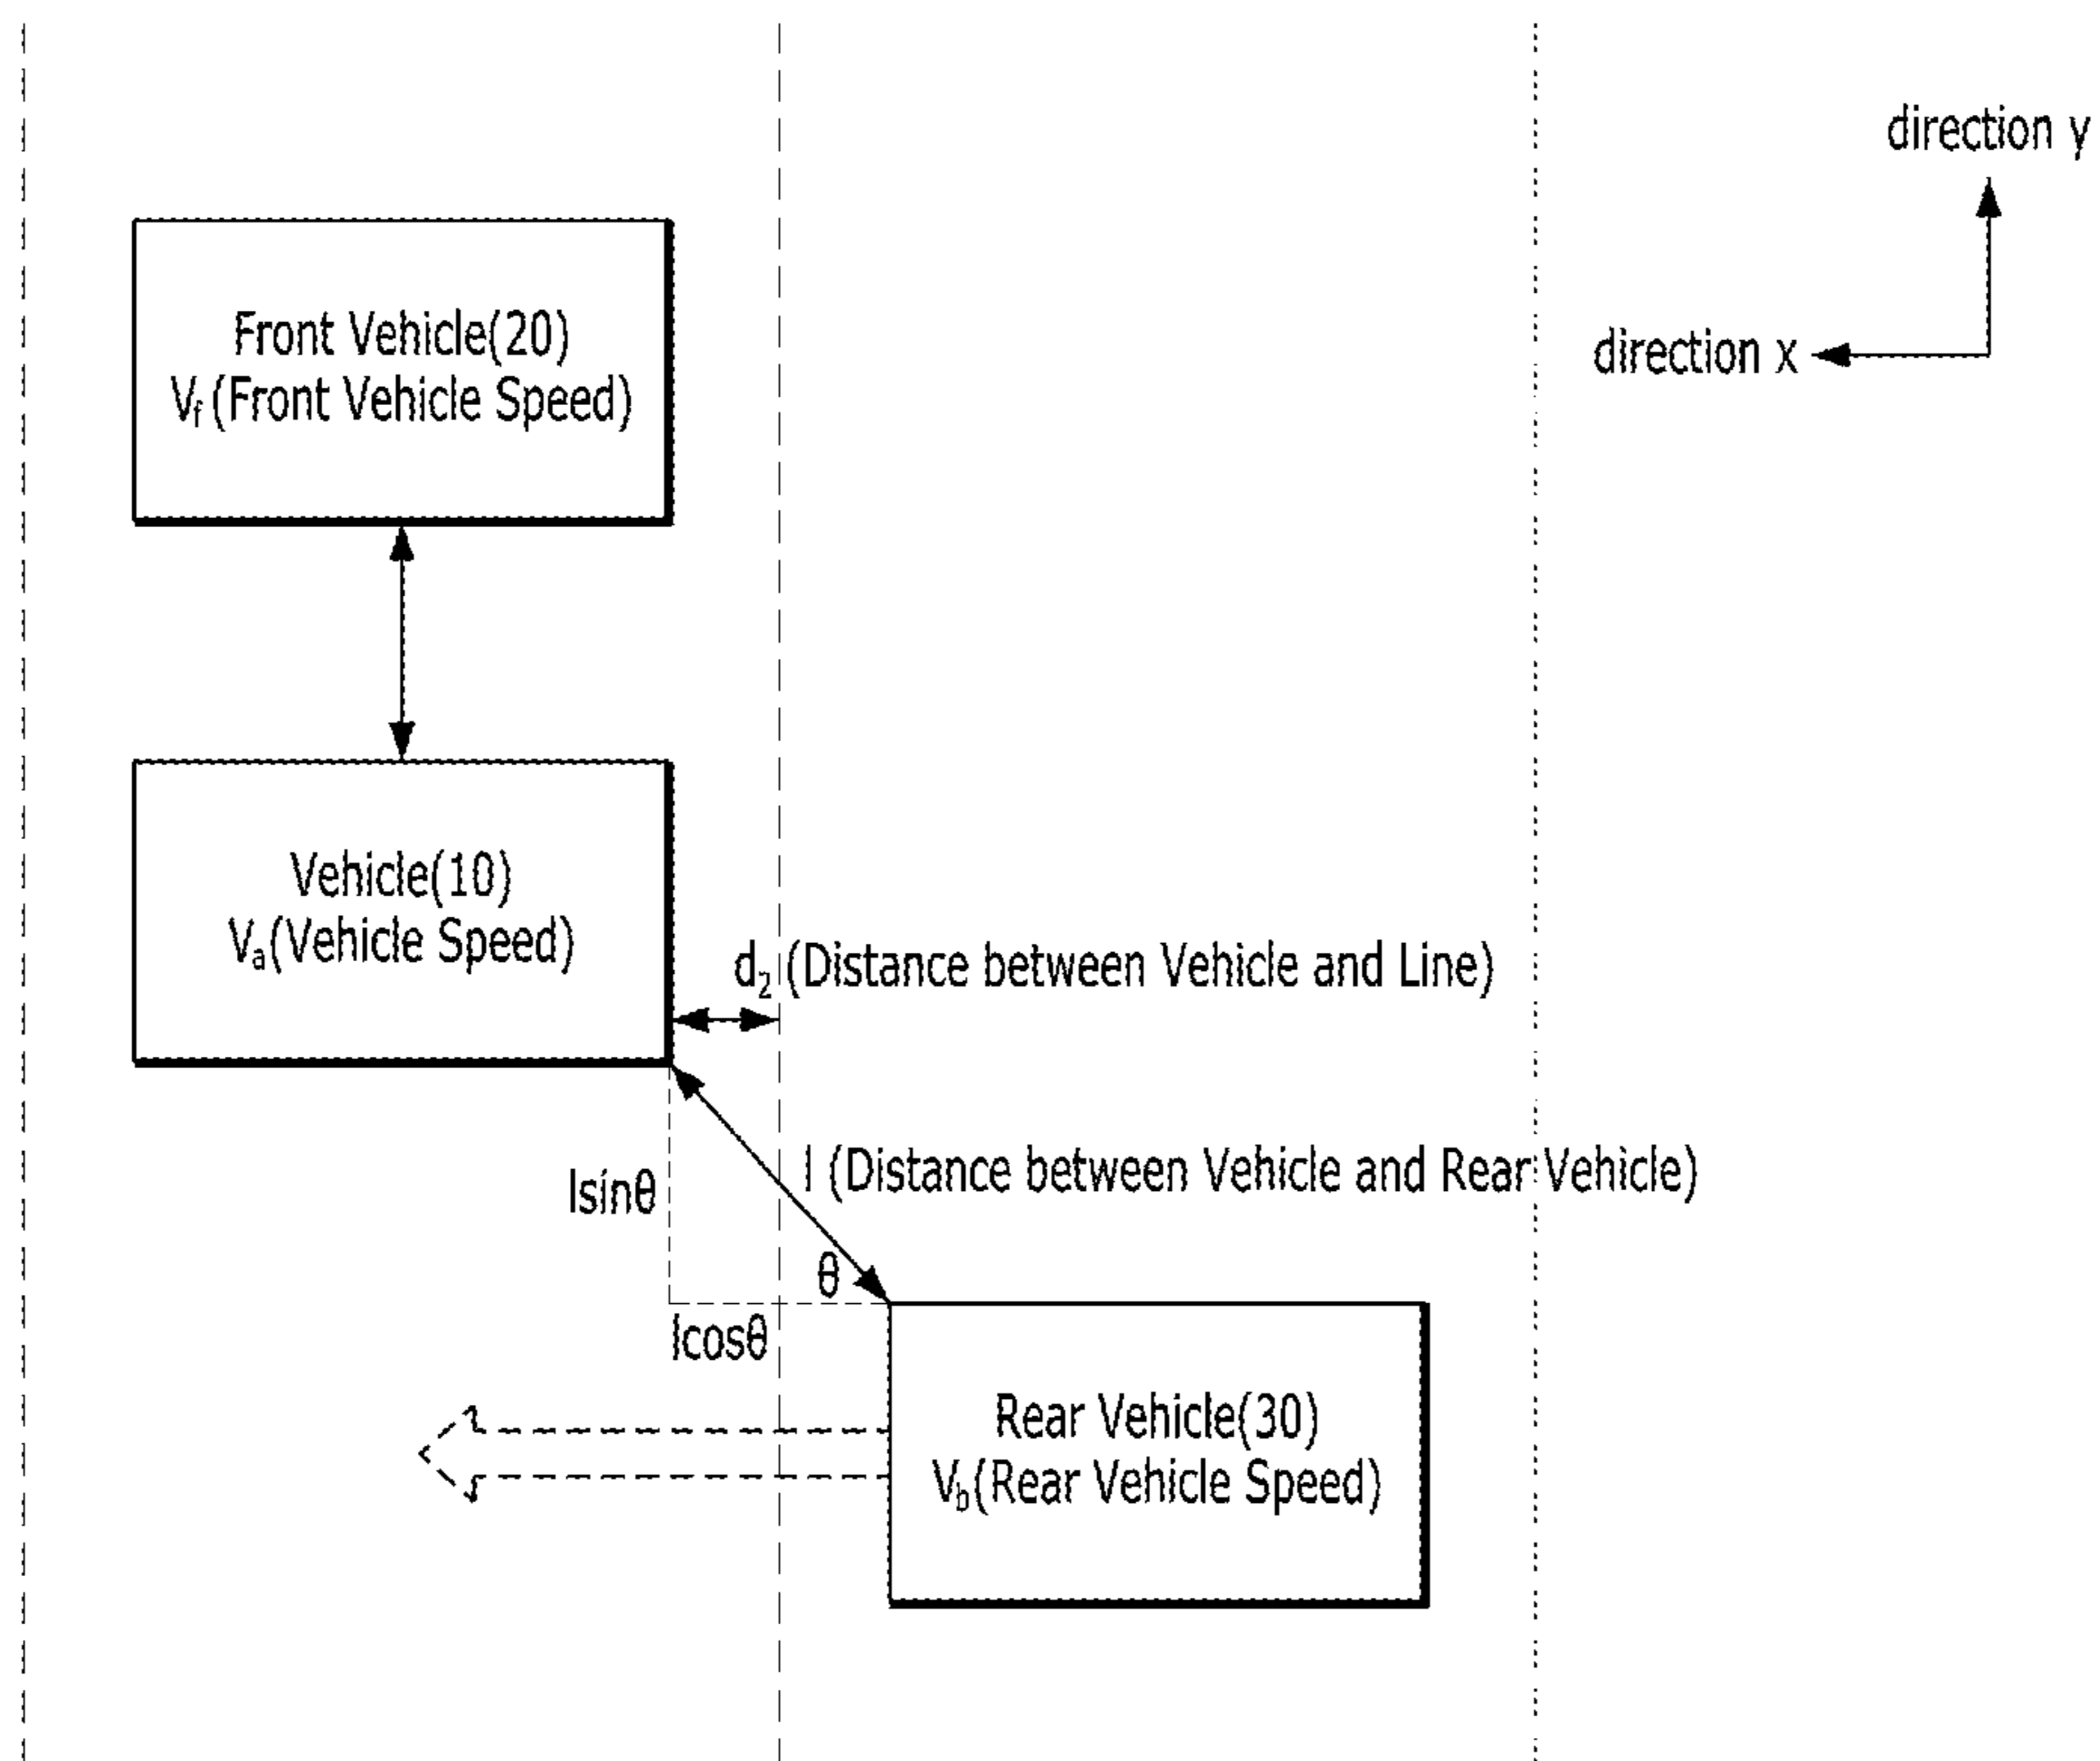 direction y
direction x
Front Vehicle(20)
Vf (Front Vehicle Speed)
Vehicle(10)
Va(Vehicle Speed)
d2 (Distance between Vehicle and Line)
l (Distance between Vehicle and Rear Vehicle)
lsinθ
θ
lcosθ
Rear Vehicle(30)
Vb(Rear Vehicle Speed)